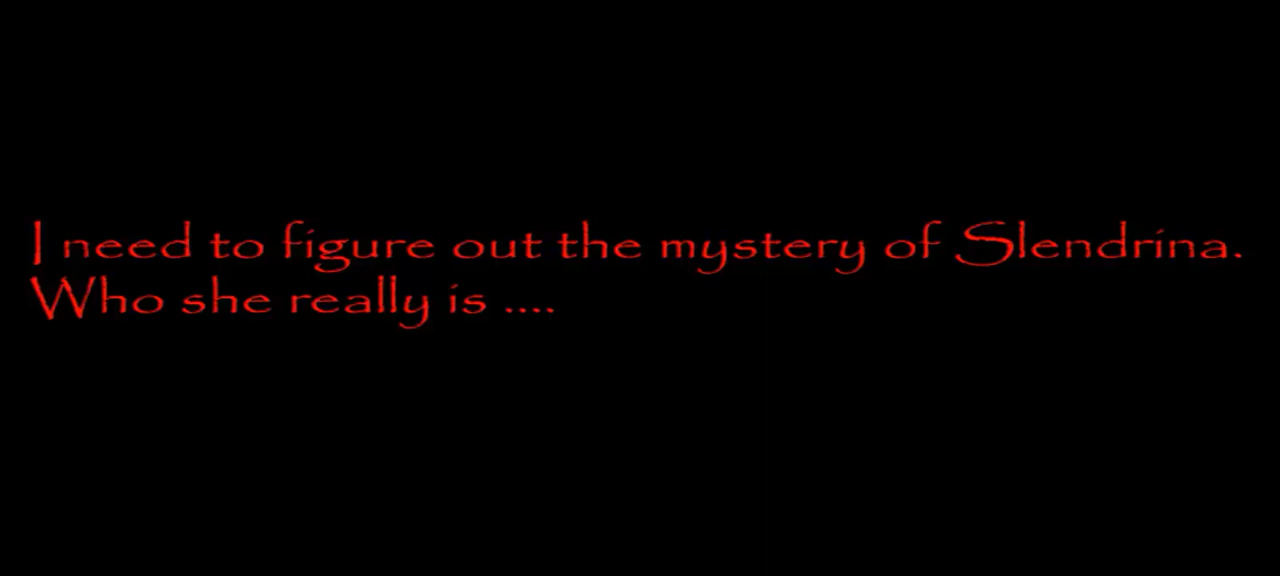 I need to figure out the mystery of Slendrina.
Who she really is ....